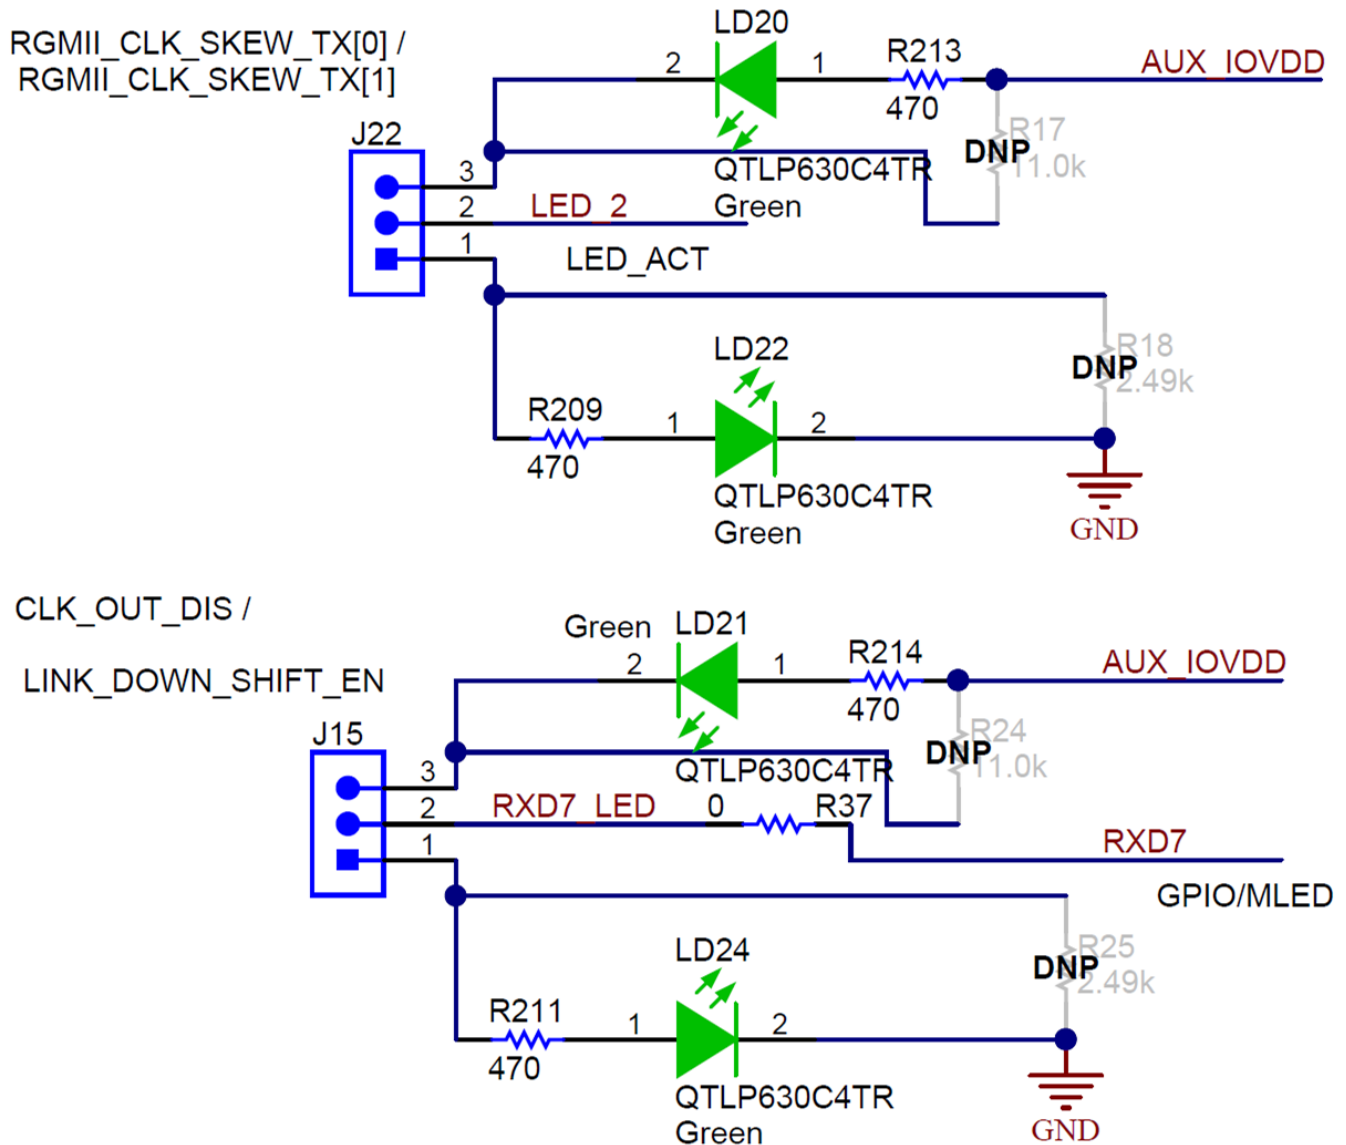 LD20
RGMII_CLK_SKEW_TX[0] /
RGMII_CLK_SKEW_TX[1]
2
1
R213
470
AUX_IOVDD
J22
R17
DNP
11.0k
3
QTLP630C4TR
Green
2
LED_2
1
LED_ACT
LD22
R18
DNP
2.49k
R209
470
1
2
QTLP630C4TR
Green
GND
CLK_OUT_DIS /
LINK_DOWN_SHIFT_EN
Green
LD21
2
1
R214
470
AUX_IOVDD
J15
R24
DNP
11.0k
3
QTLP630C4TR
2
RXD7_LED
0
R37
1
RXD7
GPIO/MLED
LD24
R25
DNP
2.49k
R211
470
1
2
QTLP630C4TR
Green
GND